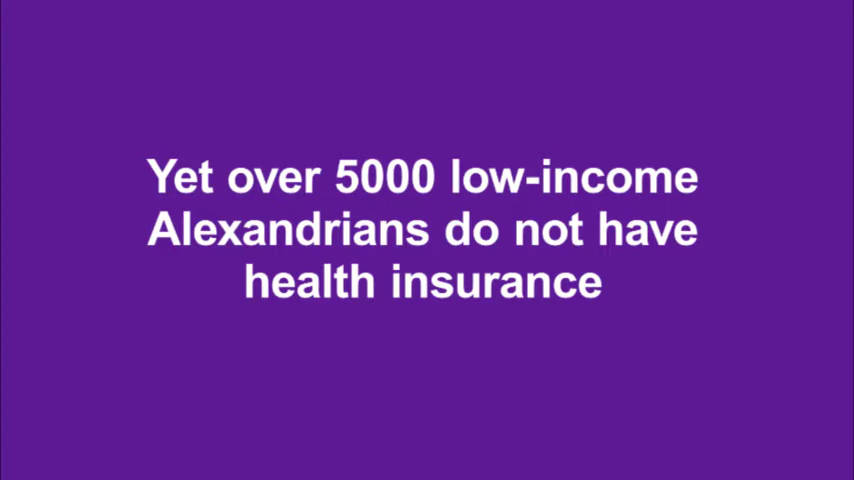 Yet over 5000 low-income
Alexandrians do not have
health insurance